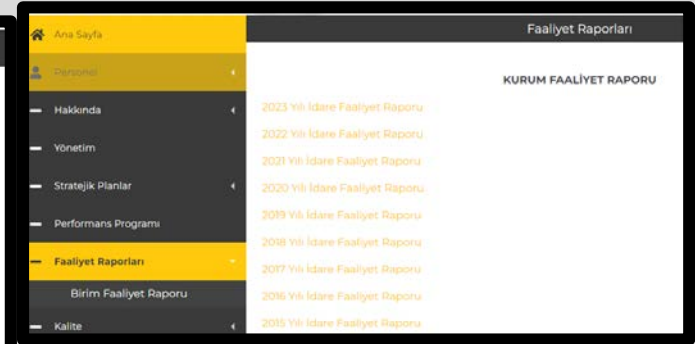 Ana Sayfa
Personel
Hakkında
Yönetim
Stratejik Planlar
Performans Programı
Faaliyet Raporları
Birim Faaliyet Raporu
Kalite
Faaliyet Raporları
KURUM FAALİYET RAPORU
2023 Yılı İdare Faaliyet Raporu
2022 Yılı İdare Faaliyet Raporu
2021 Yılı İdare Faaliyet Raporu
2020 Yılı İdare Faaliyet Raporu
2019 Yılı İdare Faaliyet Raporu
2018 Yılı İdare Faaliyet Raporu
2017 Yılı İdare Faaliyet Raporu
2016 Yılı İdare Faaliyet Raporu
2015 Yılı İdare Faaliyet Raporu